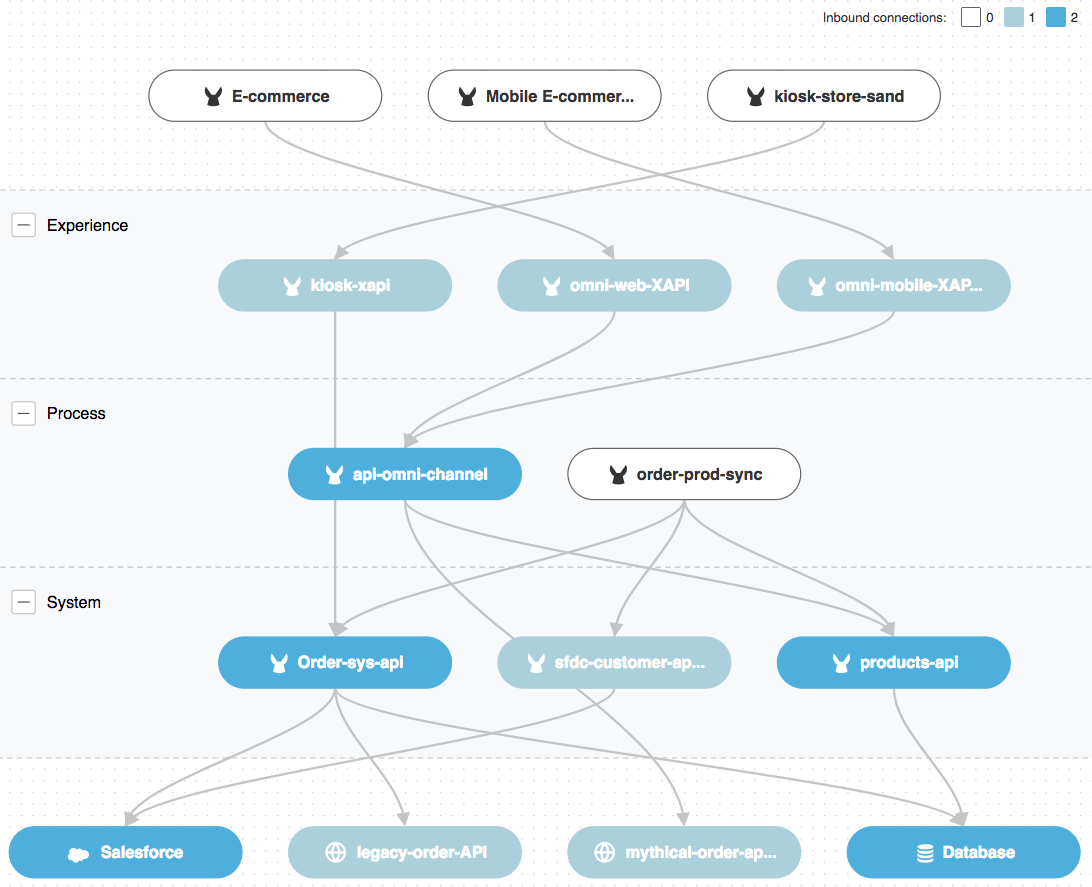 Inbound connections: 0 1 2
E-commerce
Mobile E-commer...
kiosk-store-sand
Experience
kiosk-xapi
omni-web-XAPI
omni-mobile-XAP...
Process
api-omni-channel
order-prod-sync
System
Order-sys-api
sfdc-customer-ap...
products-api
Salesforce
legacy-order-API
mythical-order-ap...
Database